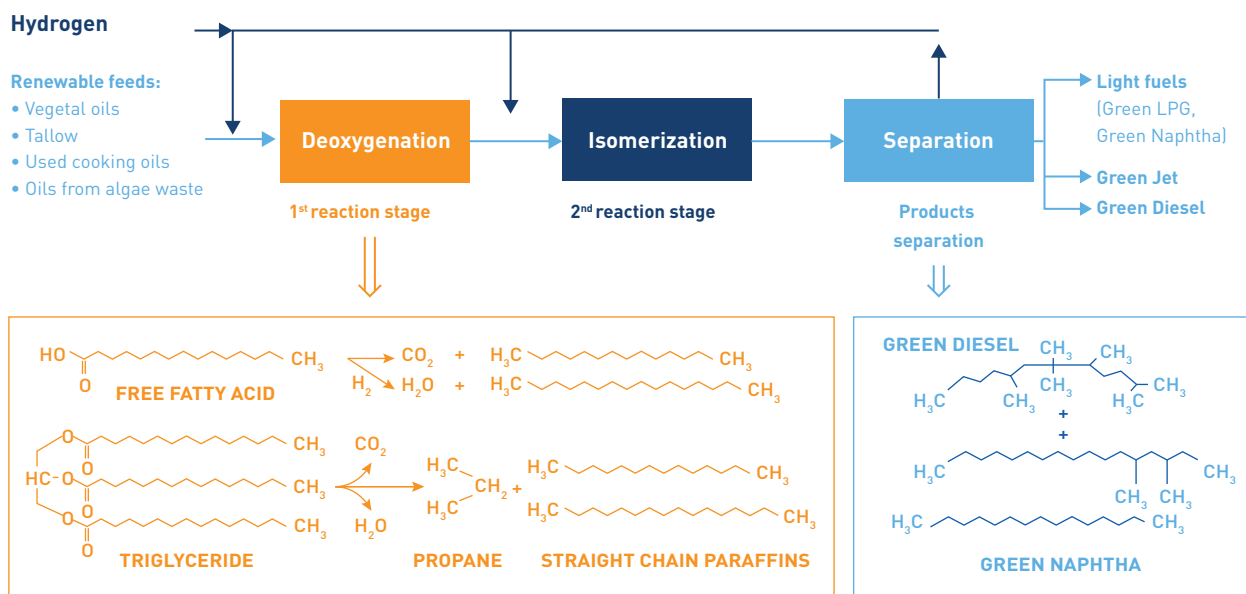 Hydrogen
Renewable feeds:
• Vegetal oils
• Tallow
• Used cooking oils
• Oils from algae waste
Deoxygenation
Isomerization
Separation
Light fuels
(Green LPG,
Green Naphtha)
Green Jet
Green Diesel
1st reaction stage
2nd reaction stage
Products
separation
HO
O
CH₃
FREE FATTY ACID
H₂
CO₂ +
H₂O +
H₃C
CH₃
H₃C
CH₃
O
O
CH₃
HC-O
O
CH₃
O
O
CH₃
TRIGLYCERIDE
CO₂
H₂O
H₃C
CH₂
H₃C
PROPANE
+
H₃C
CH₃
H₃C
CH₃
STRAIGHT CHAIN PARAFFINS
GREEN DIESEL
CH₃
CH₃
CH₃
CH₃
H₃C
CH₃
H₃C
+
+
H₃C
CH₃
CH₃
CH₃
H₃C
CH₃
GREEN NAPHTHA